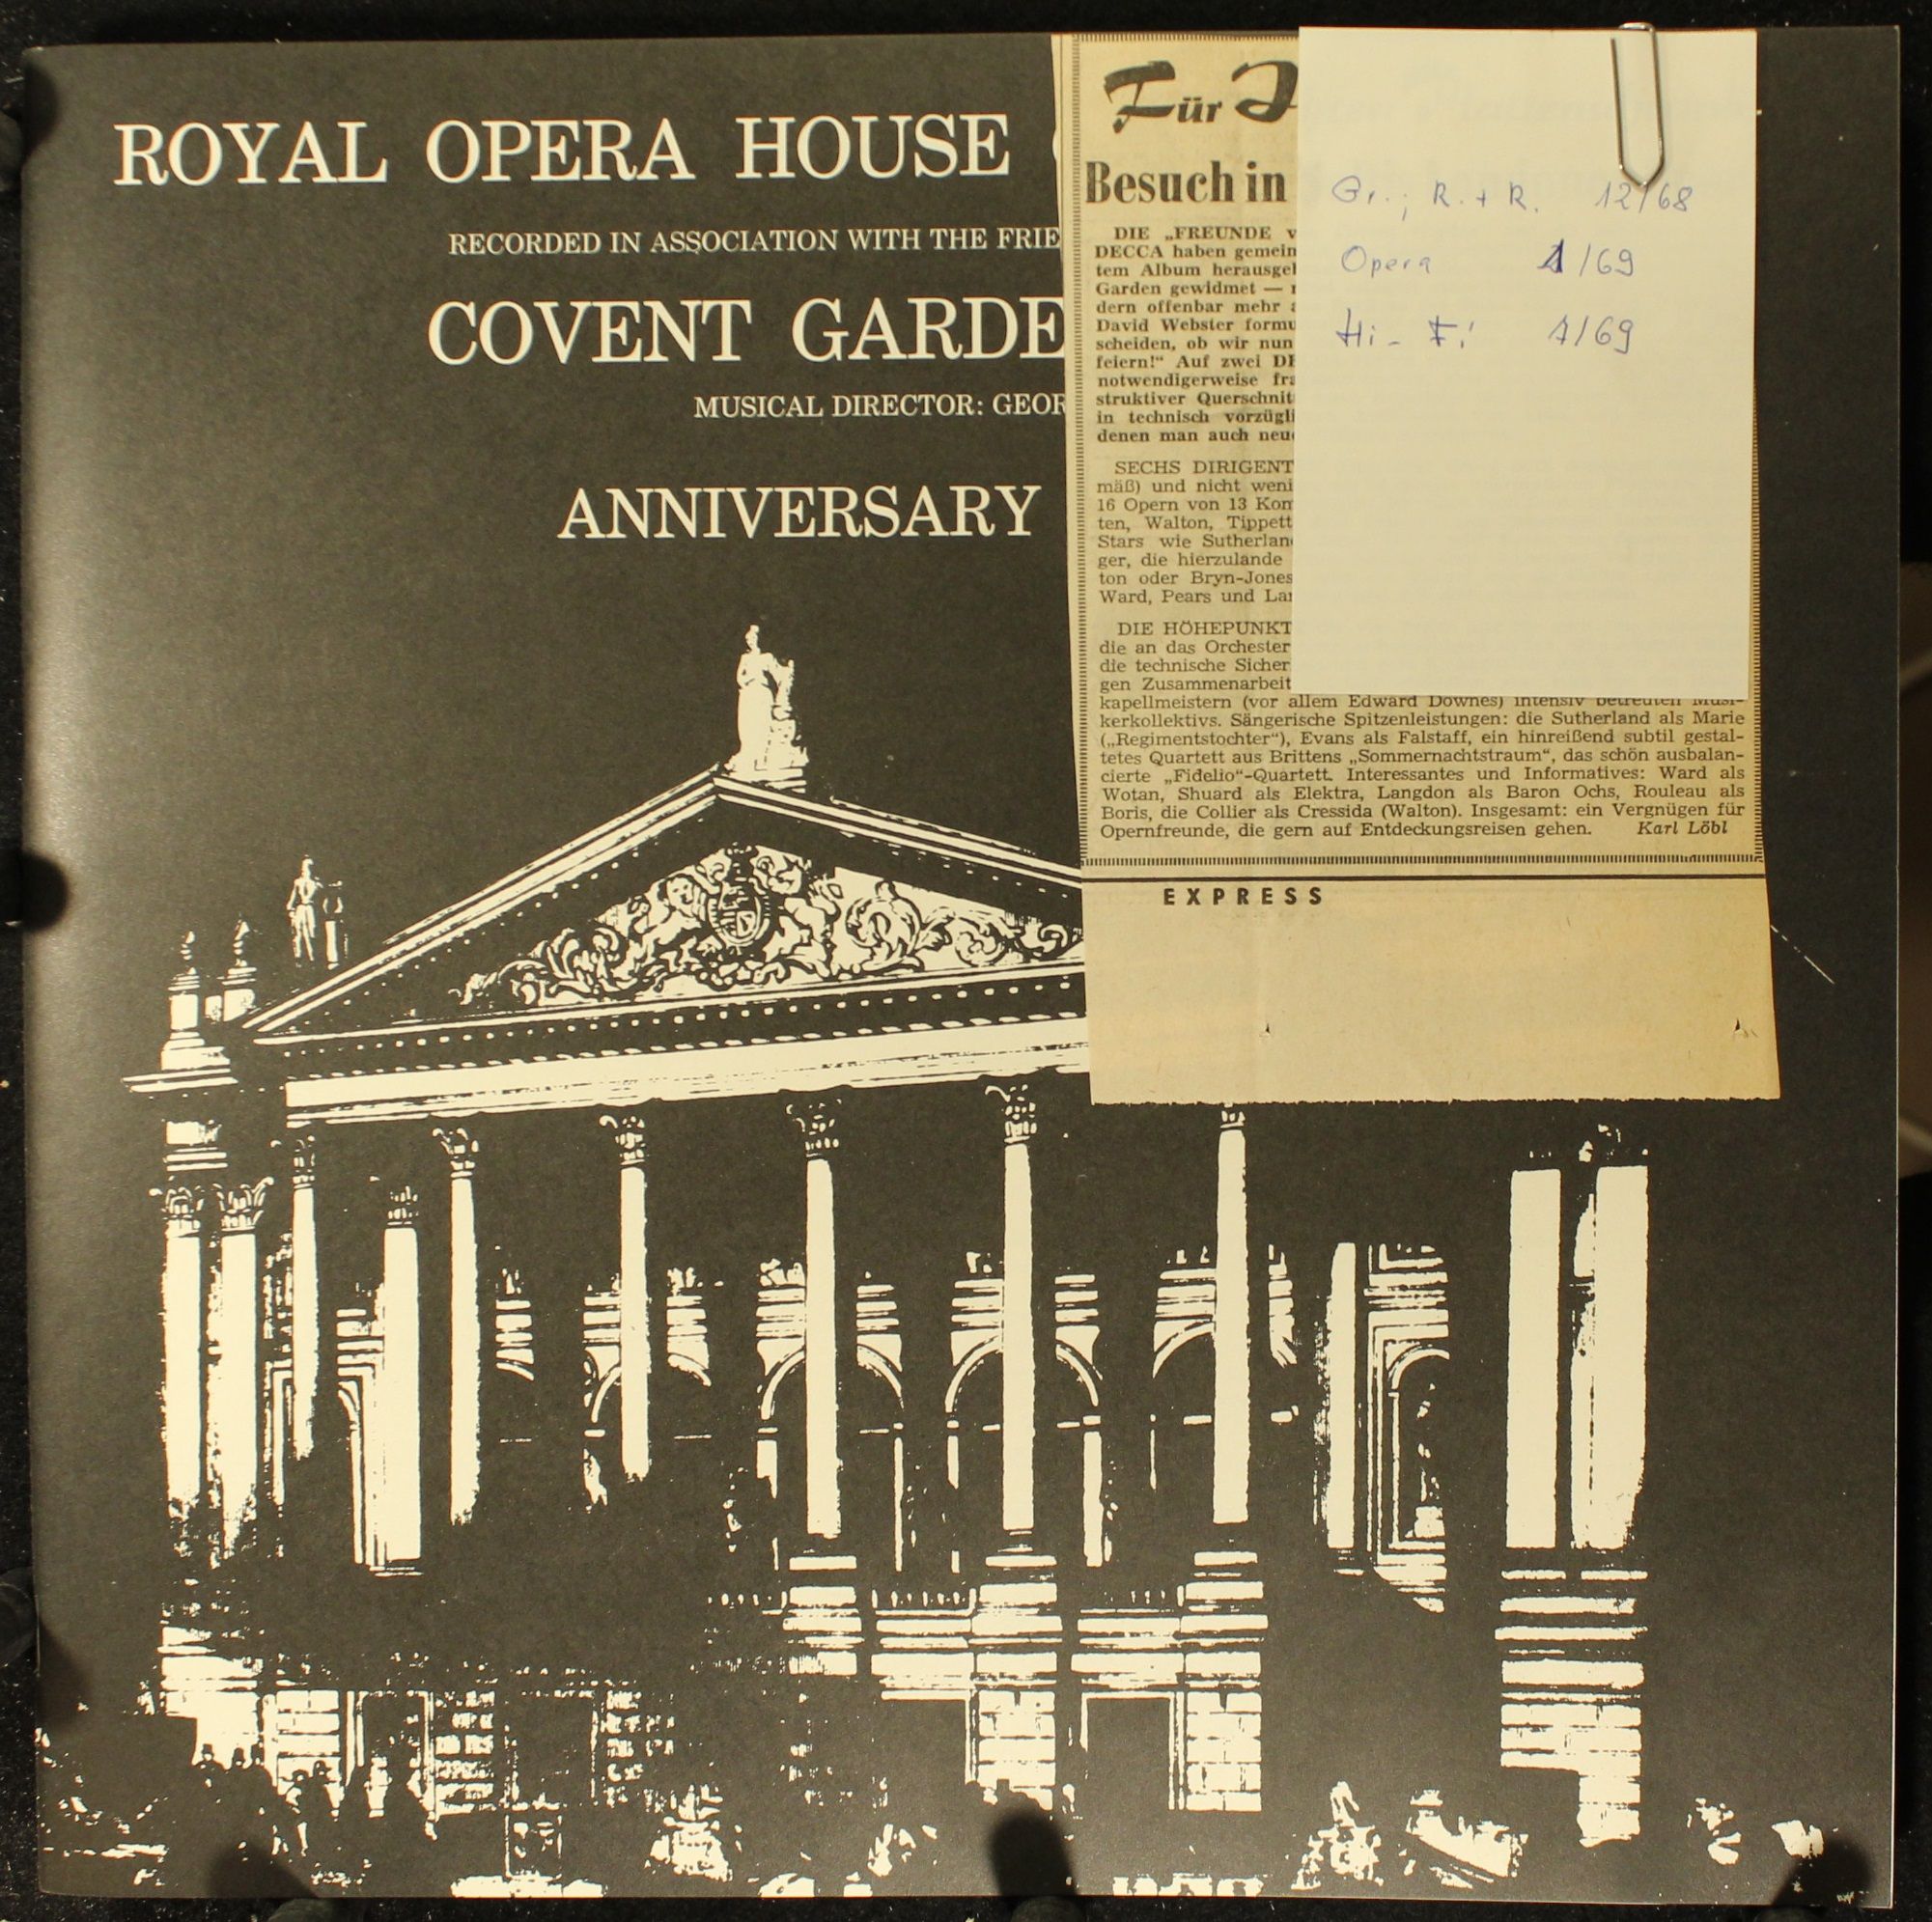 ROYAL OPERA HOUSE
RECORDED IN ASSOCIATION WITH THE FRIE
COVENT GARDE
MUSICAL DIRECTOR: GEOR
ANNIVERSARY
Für
Besuch in
DIE „FREUNDE v
DECCA haben gemein
tem Album herausgel
Garden gewidmet —
dern offenbar mehr
David Webster formu
scheiden, ob wir nun
feiern!“ Auf zwei DE
notwendigerweise fra
struktiver Querschnit
in technisch vorzügli
denen man auch neue
SECHS DIRIGENT
mäß) und nicht weni
16 Opern von 13 Kom
ten, Walton, Tippett
Stars wie Sutherland
ger, die hierzulande
ton oder Bryn-Jones
Ward, Pears und Lan
DIE HÖHEPUNKT
die an das Orchester
die technische Sicher
gen Zusammenarbeit
kapellmeistern (vor allem Edward Downes) intensiv betreuten Musi-
kerkollektivs. Sängerische Spitzenleistungen: die Sutherland als Marie
(„Regimentstochter“), Evans als Falstaff, ein hinreißend subtil gestal-
tetes Quartett aus Brittens „Sommernachtstraum“, das schön ausbalan-
cierte „Fidelio“-Quartett. Interessantes und Informatives: Ward als
Wotan, Shuard als Elektra, Langdon als Baron Ochs, Rouleau als
Boris, die Collier als Cressida (Walton). Insgesamt: ein Vergnügen für
Opernfreunde, die gern auf Entdeckungsreisen gehen. Karl Löbl
EXPRESS
Gr.; R. + R. 12/68
Opera 1/69
Hi-Fi 1/69